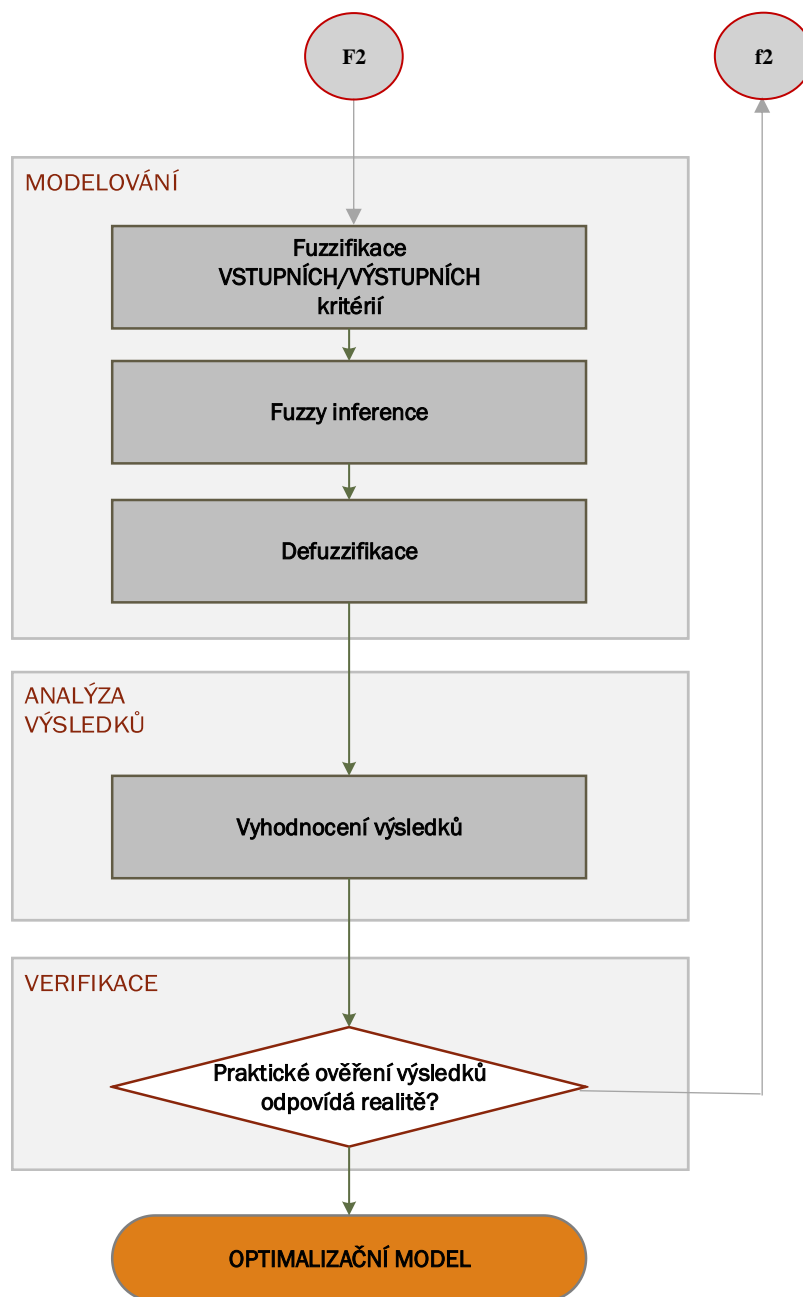 F2
f2
MODELOVÁNÍ
Fuzzifikace
VSTUPNÍCH/VÝSTUPNÍCH
kritérií
Fuzzy inference
Defuzzifikace
ANALÝZA
VÝSLEDKŮ
Vyhodnocení výsledků
VERIFIKACE
Praktické ověření výsledků
odpovídá realitě?
OPTIMALIZAČNÍ MODEL